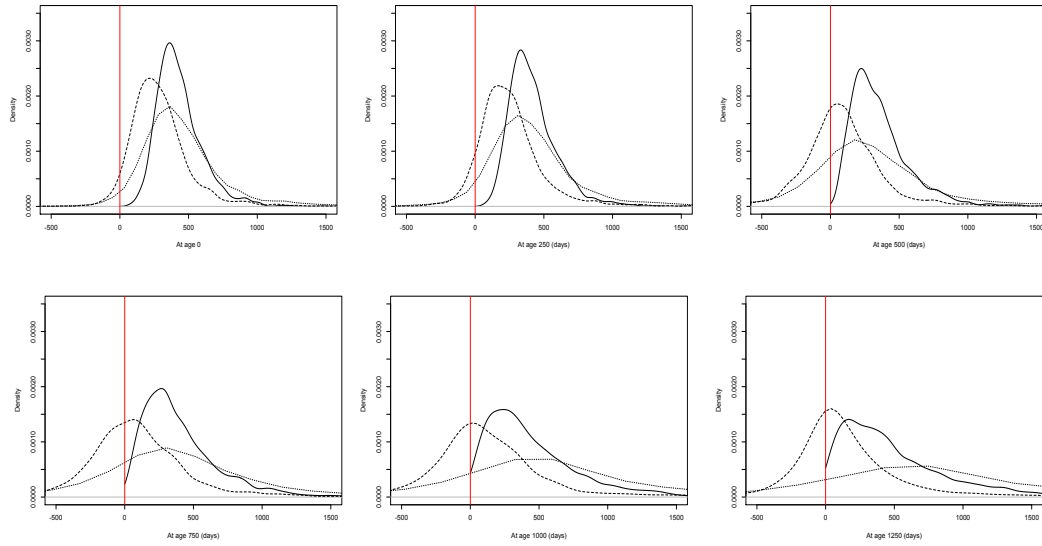 Density
0.0000 0.0010 0.0020 0.0030
-500 0 500 1000 1500
At age 0
Density
0.0000 0.0010 0.0020 0.0030
-500 0 500 1000 1500
At age 250 (days)
Density
0.0000 0.0010 0.0020 0.0030
-500 0 500 1000 1500
At age 500 (days)
Density
0.0000 0.0010 0.0020 0.0030
-500 0 500 1000 1500
At age 750 (days)
Density
0.0000 0.0010 0.0020 0.0030
-500 0 500 1000 1500
At age 1000 (days)
Density
0.0000 0.0010 0.0020 0.0030
-500 0 500 1000 1500
At age 1250 (days)